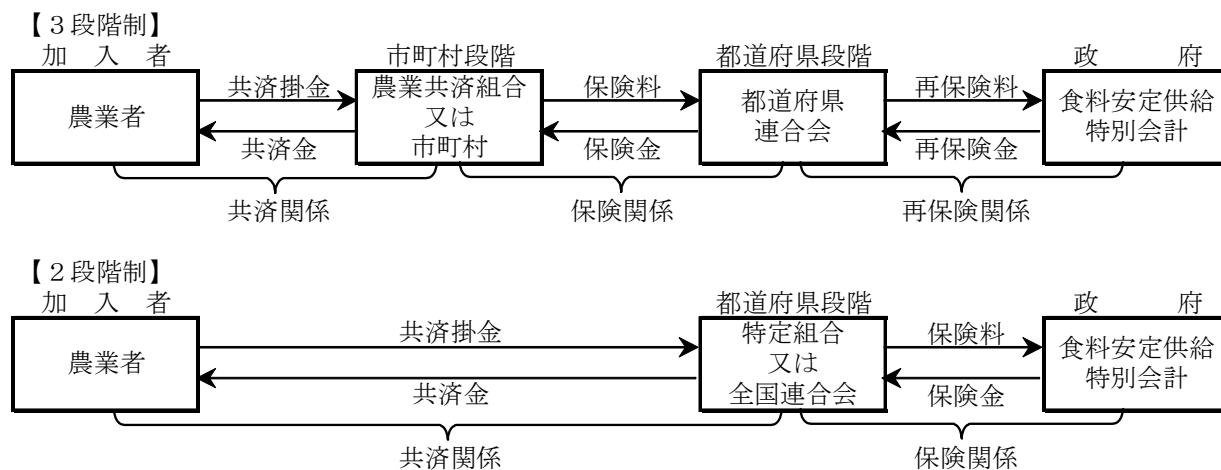 【３段階制】
加　入　者
市町村段階
都道府県段階
政　　　府
農業者
共済掛金
共済金
農業共済組合
又は
市町村
保険料
保険金
都道府県
連合会
再保険料
再保険金
食料安定供給
特別会計
共済関係
保険関係
再保険関係
【２段階制】
加　入　者
都道府県段階
政　　　府
農業者
共済掛金
共済金
特定組合
又は
全国連合会
保険料
保険金
食料安定供給
特別会計
共済関係
保険関係